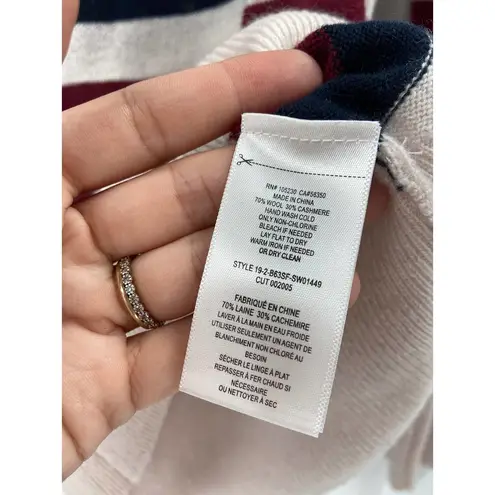 RN# 105230 CA#56350
MADE IN CHINA
70% WOOL 30% CASHMERE
HAND WASH COLD
ONLY NON-CHLORINE
BLEACH IF NEEDED
LAY FLAT TO DRY
WARM IRON IF NEEDED
OR DRY CLEAN
STYLE 19-2-B63SF-SW01449
CUT 002005
FABRIQUÉ EN CHINE
70% LAINE 30% CACHEMIRE
LAVER À LA MAIN EN EAU FROIDE
UTILISER SEULEMENT UN AGENT DE
BLANCHIMENT NON CHLORÉ AU
BESOIN
SÉCHER LE LINGE À PLAT
REPASSER À FER CHAUD SI
NÉCESSAIRE
OU NETTOYER À SEC